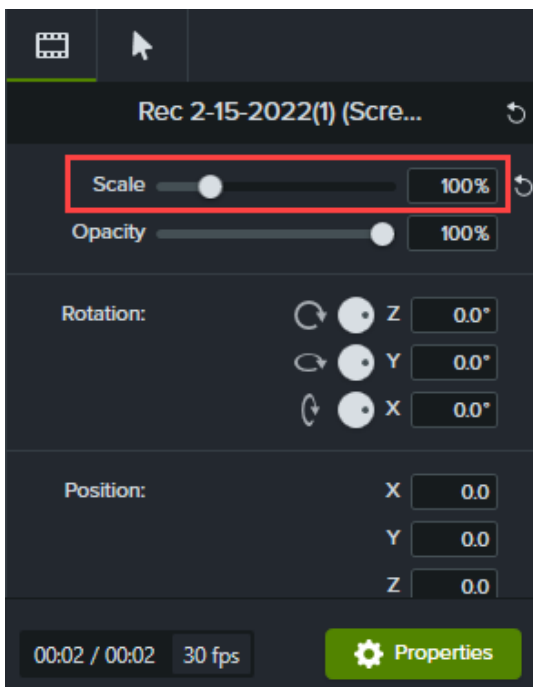 Rec 2-15-2022(1) (Scre...
Scale 100%
Opacity 100%
Rotation: Z 0.0°
Y 0.0°
X 0.0°
Position: X 0.0
Y 0.0
Z 0.0
00:02 / 00:02 30 fps Properties